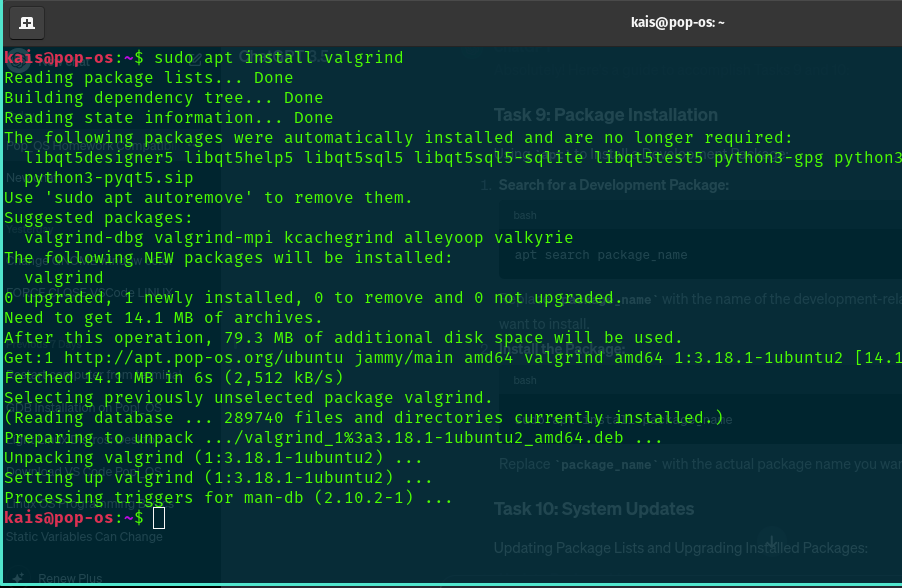 kais@pop-os: ~
kais@pop-os:~$ sudo apt install valgrind
Reading package lists... Done
Building dependency tree... Done
Reading state information... Done
The following packages were automatically installed and are no longer required:
  libqt5designer5 libqt5help5 libqt5sql5 libqt5sql5-sqlite libqt5test5 python3-gpg python3
  python3-pyqt5.sip
Use 'sudo apt autoremove' to remove them.
Suggested packages:
  valgrind-dbg valgrind-mpi kcachegrind alleyoop valkyrie
The following NEW packages will be installed:
  valgrind
0 upgraded, 1 newly installed, 0 to remove and 0 not upgraded.
Need to get 14.1 MB of archives.
After this operation, 79.3 MB of additional disk space will be used.
Get:1 http://apt.pop-os.org/ubuntu jammy/main amd64 valgrind amd64 1:3.18.1-1ubuntu2 [14.1
Fetched 14.1 MB in 6s (2,512 kB/s)
Selecting previously unselected package valgrind.
(Reading database ... 289740 files and directories currently installed.)
Preparing to unpack .../valgrind_1%3a3.18.1-1ubuntu2_amd64.deb ...
Unpacking valgrind (1:3.18.1-1ubuntu2) ...
Setting up valgrind (1:3.18.1-1ubuntu2) ...
Processing triggers for man-db (2.10.2-1) ...
kais@pop-os:~$
Task 9: Package Installation
1. Search for a Development Package:
bash
apt search package_name
with the name of the development-rel
want to install.
Install the Package:
bash
Replace `package_name` with the actual package name you wan
Task 10: System Updates
Updating Package Lists and Upgrading Installed Packages:
Static Variables Can Change
Renew Plus